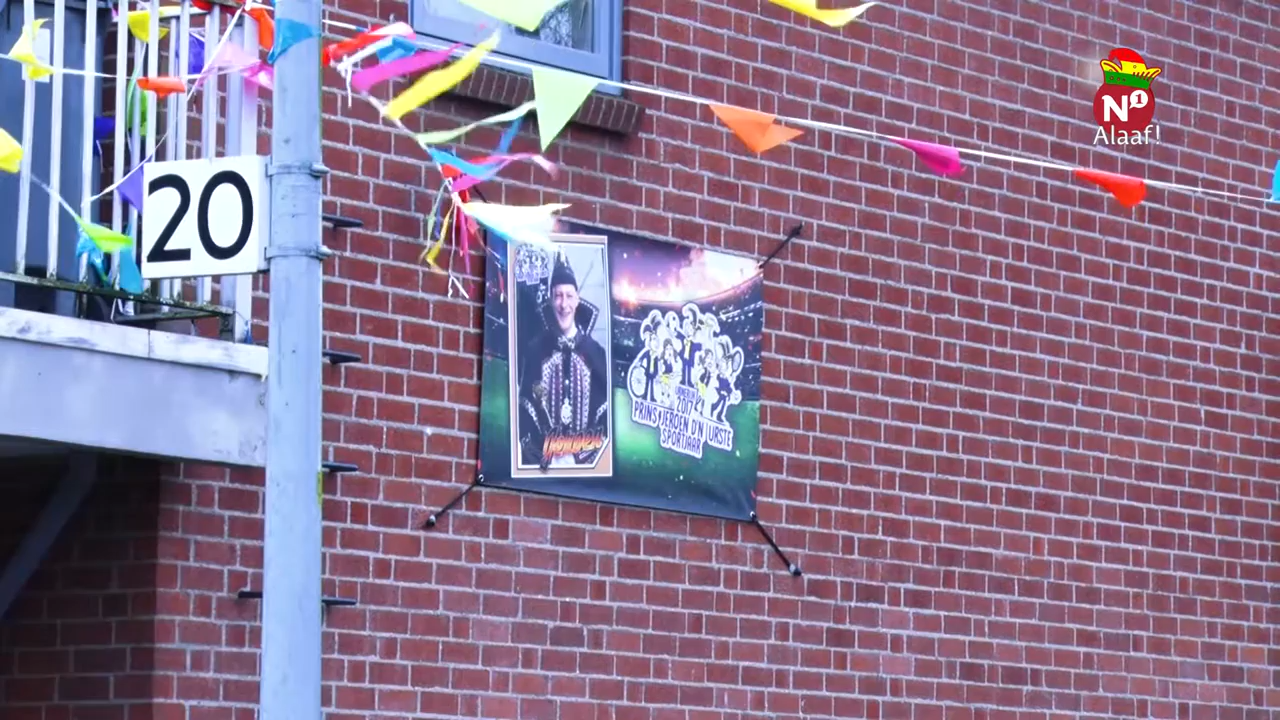 N1
Alaaf!
20
2017
PRINS JEROEN D'N URSTE
SPORTJAAR